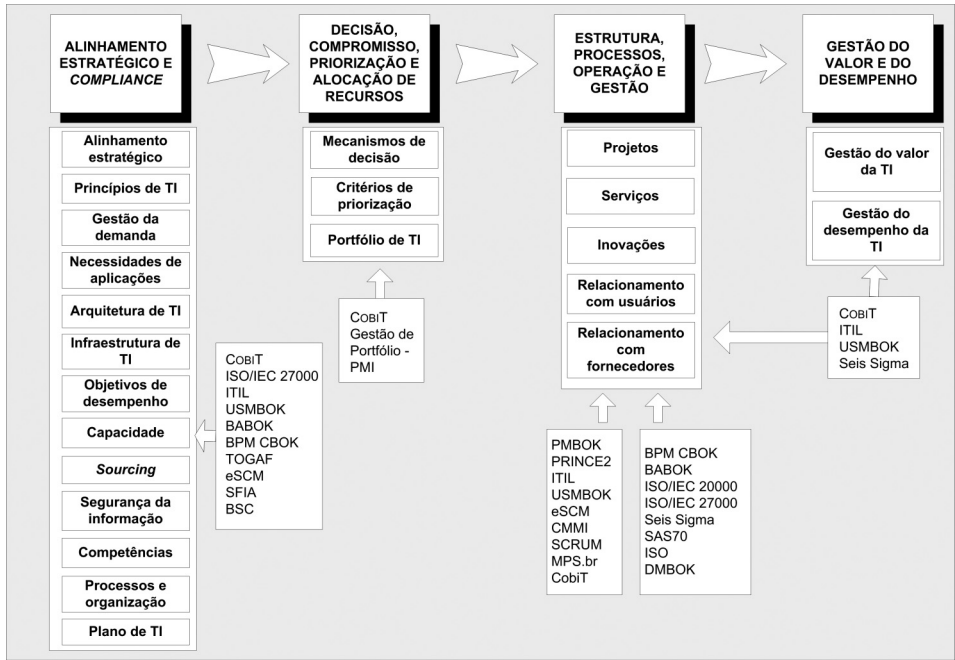 ALINHAMENTO
ESTRATÉGICO E
COMPLIANCE
Alinhamento
estratégico
Princípios de TI
Gestão da
demanda
Necessidades de
aplicações
Arquitetura de TI
Infraestrutura de
TI
Objetivos de
desempenho
Capacidade
Sourcing
Segurança da
informação
Competências
Processos e
organização
Plano de TI
COBIT
ISO/IEC 27000
ITIL
USMBOK
BABOK
BPM CBOK
TOGAF
eSCM
SFIA
BSC
DECISÃO,
COMPROMISSO,
PRIORIZAÇÃO E
ALOCAÇÃO DE
RECURSOS
Mecanismos de
decisão
Critérios de
priorização
Portfólio de TI
COBIT
Gestão de
Portfólio -
PMI
ESTRUTURA,
PROCESSOS,
OPERAÇÃO E
GESTÃO
Projetos
Serviços
Inovações
Relacionamento
com usuários
Relacionamento
com
fornecedores
PMBOK
PRINCE2
ITIL
USMBOK
eSCM
CMMI
SCRUM
MPS.br
CobiT
BPM CBOK
BABOK
ISO/IEC 20000
ISO/IEC 27000
Seis Sigma
SAS70
ISO
DMBOK
GESTÃO DO
VALOR E DO
DESEMPENHO
Gestão do valor
da TI
Gestão do
desempenho da
TI
COBIT
ITIL
USMBOK
Seis Sigma